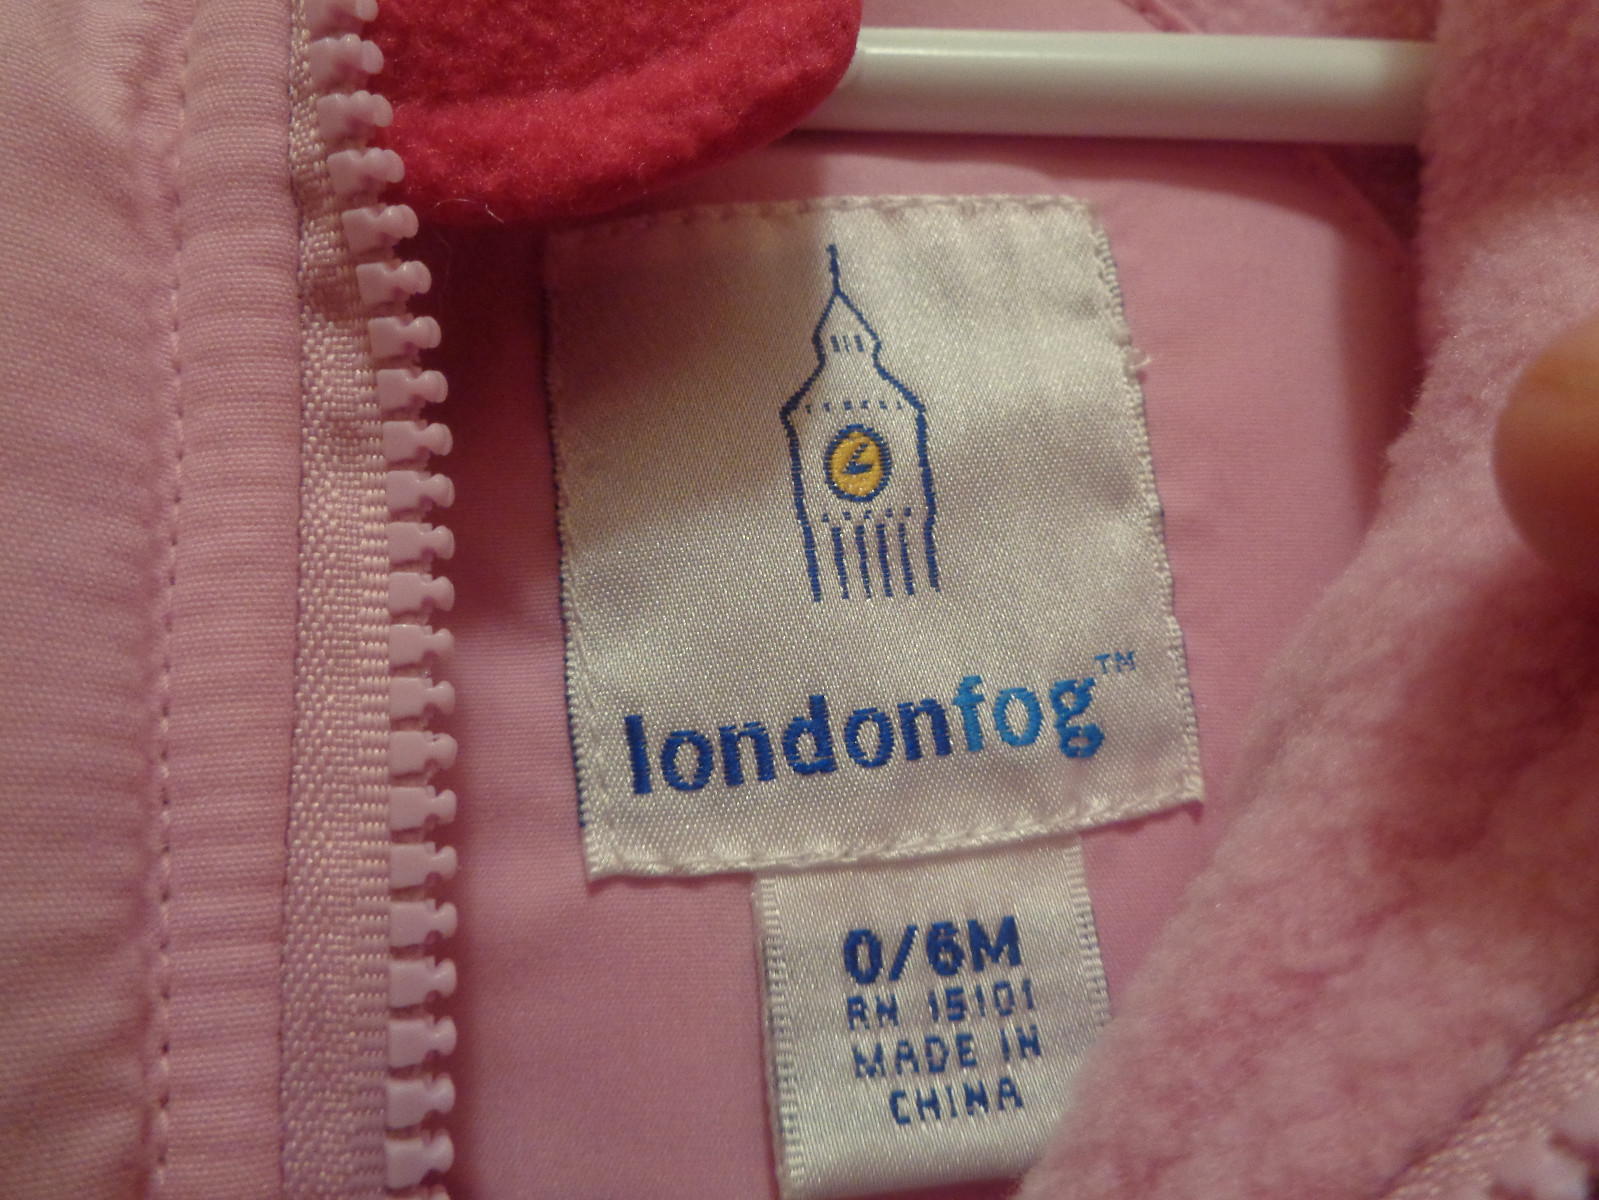 londonfog™
0/6M
RN 15101
MADE IN
CHINA